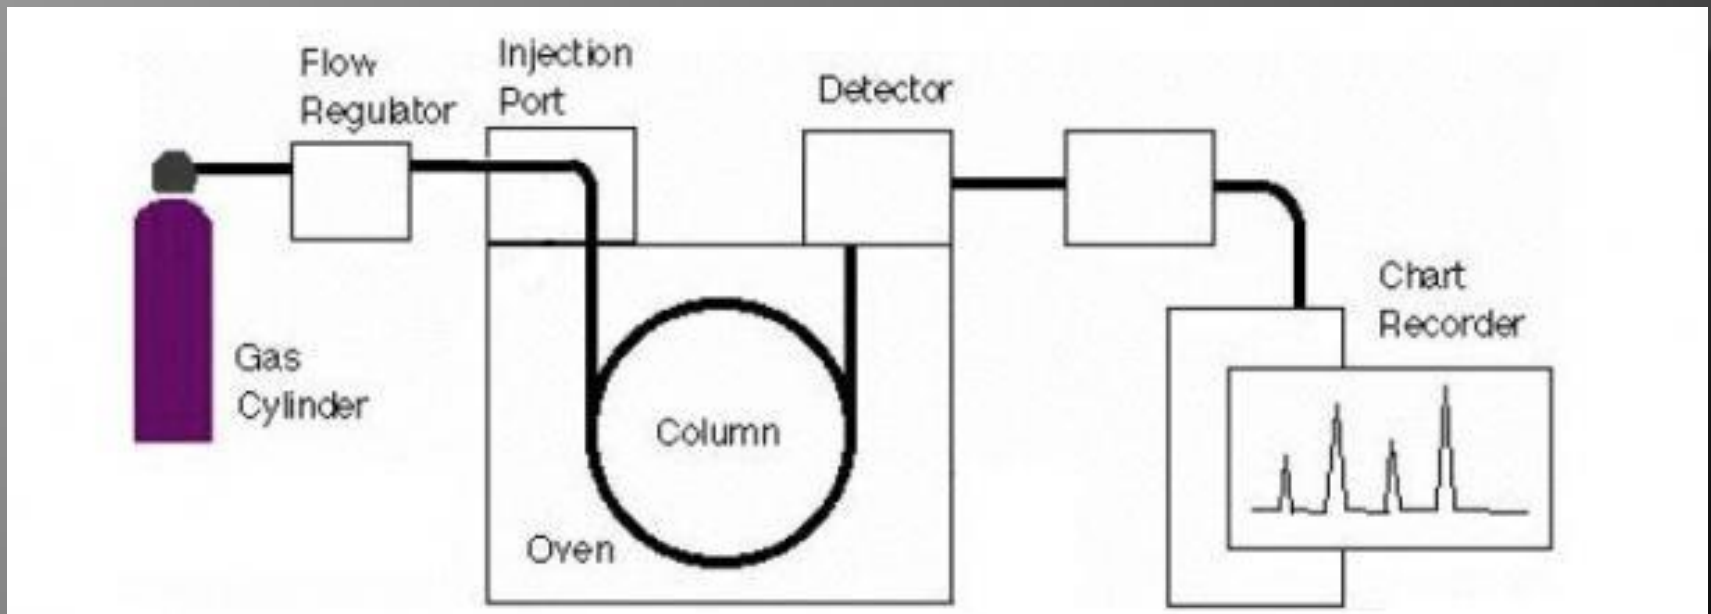 Flow
Regulator
Injection
Port
Detector
Gas
Cylinder
Column
Oven
Chart
Recorder